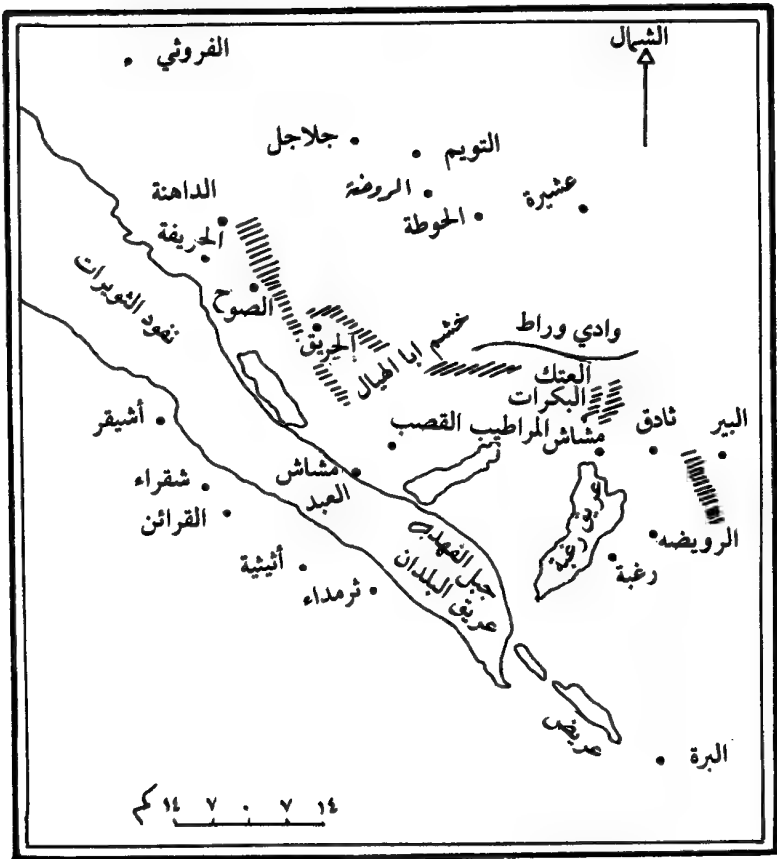 الشمال
الفروثي
جلاجل
التويم
الروضة
عشيرة
الحوطة
الداهنة
الحريفة
نفود الثويرات
الصوح
الحريق
خشم ابا الهيال
وادي وراط
العتك
البكرات
أشيقر
القصب
المراطيب
مشاش
ثادق
البير
مشاش
العبد
شقراء
القرائن
عريق رغبة
الرويضه
رغبة
أثيثية
ثرمداء
جبل الفهد
عريق البلدان
عريض
البرة
كم ١٤ ٧ ٠ ٧ ١٤